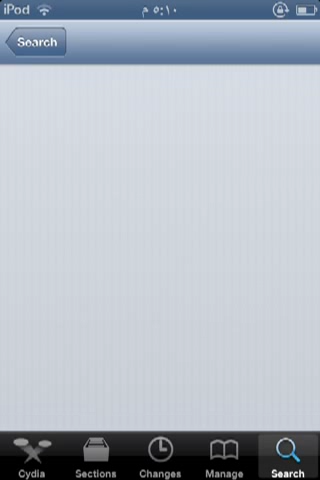 iPod ٥:١٠ م
Search
Cydia Sections Changes Manage Search